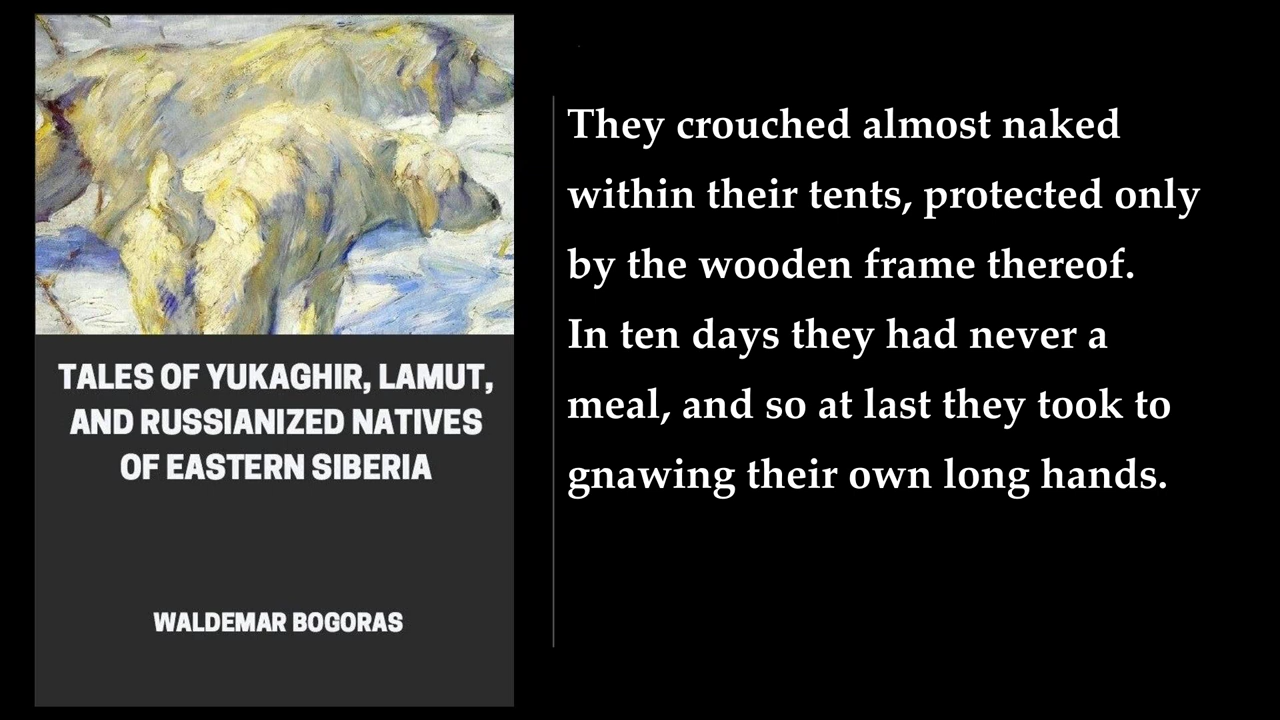 TALES OF YUKAGHIR, LAMUT,
AND RUSSIANIZED NATIVES
OF EASTERN SIBERIA
WALDEMAR BOGORAS
They crouched almost naked
within their tents, protected only
by the wooden frame thereof.
In ten days they had never a
meal, and so at last they took to
gnawing their own long hands.